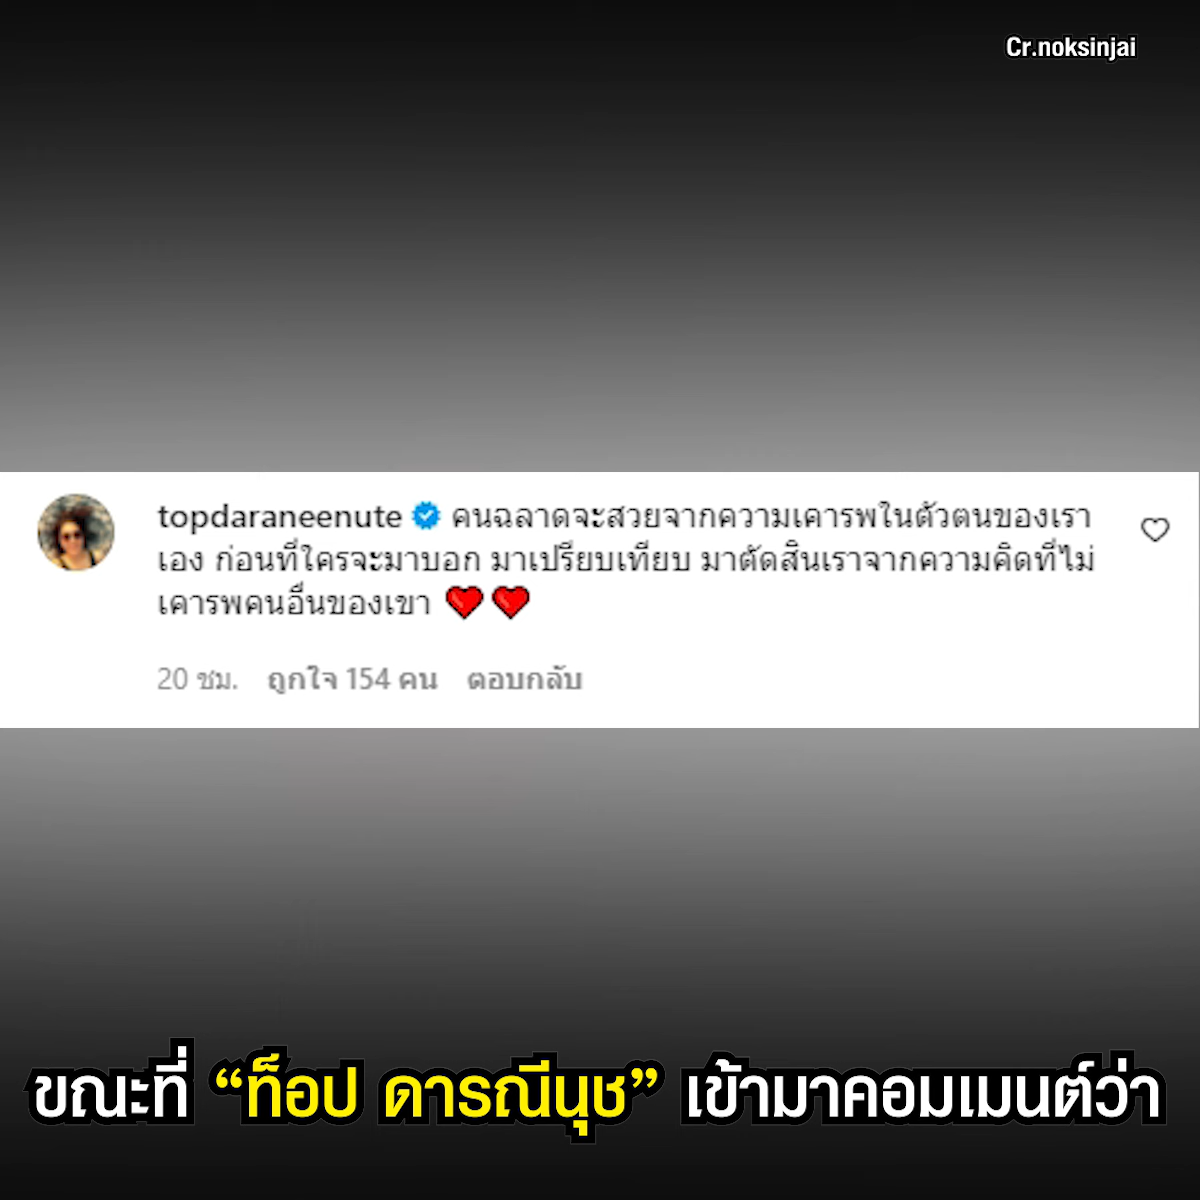 Cr.noksinjai
topdaraneenute คนฉลาดจะสวยจากความเคารพในตัวตนของเรา
เอง ก่อนที่ใครจะมาบอก มาเปรียบเทียบ มาตัดสินเราจากความคิดที่ไม่
เคารพคนอื่นของเขา ❤️❤️
20 ชม. ถูกใจ 154 คน ตอบกลับ
ขณะที่ “ท็อป ดารณีนุช” เข้ามาคอมเมนต์ว่า